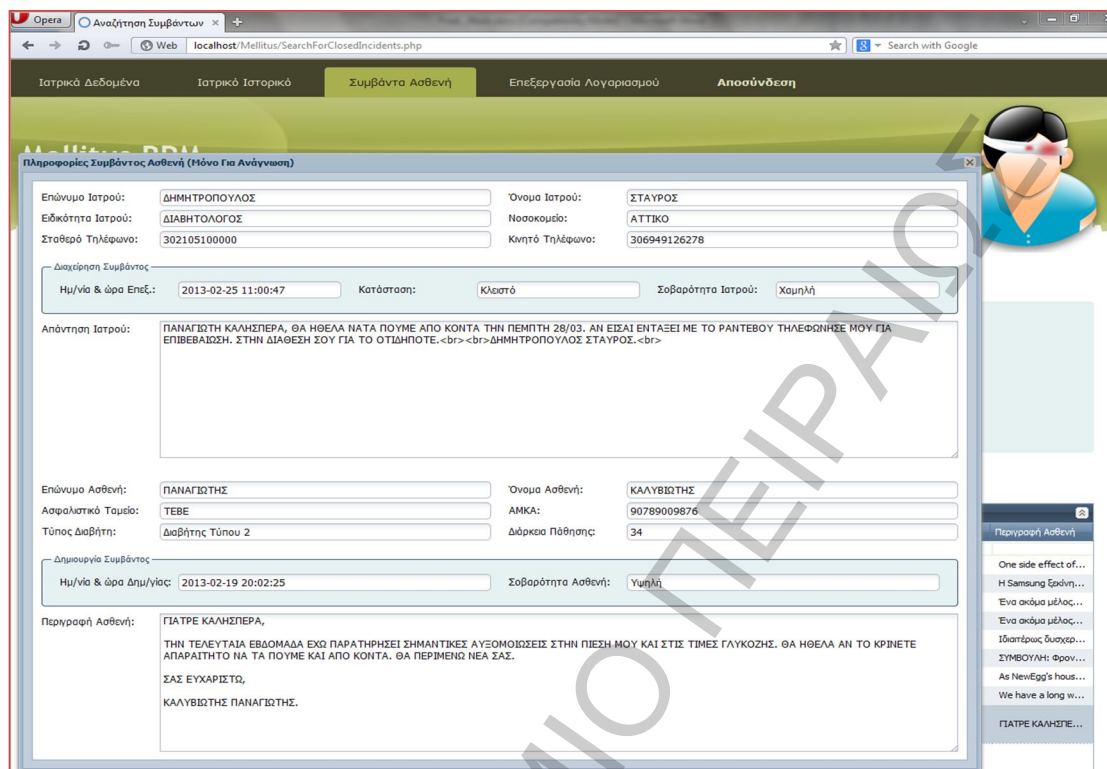 Opera Αναζήτηση Συμβάντων × +
Web localhost/Mellitus/SearchForClosedIncidents.php 8 Search with Google
Ιατρικά Δεδομένα Ιατρικό Ιστορικό Συμβάντα Ασθενή Επεξεργασία Λογαριασμού Αποσύνδεση
Πληροφορίες Συμβάντος Ασθενή (Μόνο Για Ανάγνωση)
Επώνυμο Ιατρού: ΔΗΜΗΤΡΟΠΟΥΛΟΣ Όνομα Ιατρού: ΣΤΑΥΡΟΣ
Ειδικότητα Ιατρού: ΔΙΑΒΗΤΟΛΟΓΟΣ Νοσοκομείο: ΑΤΤΙΚΟ
Σταθερό Τηλέφωνο: 302105100000 Κινητό Τηλέφωνο: 306949126278
Διαχείρηση Συμβάντος
Ημ/νία & ώρα Επεξ.: 2013-02-25 11:00:47 Κατάσταση: Κλειστό Σοβαρότητα Ιατρού: Χαμηλή
Απάντηση Ιατρού: ΠΑΝΑΓΙΩΤΗ ΚΑΛΗΣΠΕΡΑ, ΘΑ ΗΘΕΛΑ ΝΑΤΑ ΠΟΥΜΕ ΑΠΟ ΚΟΝΤΑ ΤΗΝ ΠΕΜΠΤΗ 28/03. ΑΝ ΕΙΣΑΙ ΕΝΤΑΞΕΙ ΜΕ ΤΟ ΡΑΝΤΕΒΟΥ ΤΗΛΕΦΩΝΗΣΕ ΜΟΥ ΓΙΑ
ΕΠΙΒΕΒΑΙΩΣΗ. ΣΤΗΝ ΔΙΑΘΕΣΗ ΣΟΥ ΓΙΑ ΤΟ ΟΤΙΔΗΠΟΤΕ.<br><br>ΔΗΜΗΤΡΟΠΟΥΛΟΣ ΣΤΑΥΡΟΣ.<br>
Επώνυμο Ασθενή: ΠΑΝΑΓΙΩΤΗΣ Όνομα Ασθενή: ΚΑΛΥΒΙΩΤΗΣ
Ασφαλιστικό Ταμείο: ΤΕΒΕ ΑΜΚΑ: 90789009876
Τύπος Διαβήτη: Διαβήτης Τύπου 2 Διάρκεια Πάθησης: 34
Δημιουργία Συμβάντος
Ημ/νία & ώρα Δημ/γίας: 2013-02-19 20:02:25 Σοβαρότητα Ασθενή: Υψηλή
Περιγραφή Ασθενή: ΓΙΑΤΡΕ ΚΑΛΗΣΠΕΡΑ,
ΤΗΝ ΤΕΛΕΥΤΑΙΑ ΕΒΔΟΜΑΔΑ ΕΧΩ ΠΑΡΑΤΗΡΗΣΕΙ ΣΗΜΑΝΤΙΚΕΣ ΑΥΞΟΜΟΙΩΣΕΙΣ ΣΤΗΝ ΠΙΕΣΗ ΜΟΥ ΚΑΙ ΣΤΙΣ ΤΙΜΕΣ ΓΛΥΚΟΖΗΣ. ΘΑ ΗΘΕΛΑ ΑΝ ΤΟ ΚΡΙΝΕΤΕ
ΑΠΑΡΑΙΤΗΤΟ ΝΑ ΤΑ ΠΟΥΜΕ ΚΑΙ ΑΠΟ ΚΟΝΤΑ. ΘΑ ΠΕΡΙΜΕΝΩ ΝΕΑ ΣΑΣ.
ΣΑΣ ΕΥΧΑΡΙΣΤΩ,
ΚΑΛΥΒΙΩΤΗΣ ΠΑΝΑΓΙΩΤΗΣ.
Περιγραφή Ασθενή
One side effect of...
Η Samsung ξεκίνη...
Ένα ακόμα μέλος...
Ένα ακόμα μέλος...
Ιδιαιτέρως δυσχερ...
ΣΥΜΒΟΥΛΗ: Φρον...
As NewEgg's hous...
We have a long w...
ΓΙΑΤΡΕ ΚΑΛΗΣΠΕ...
ΜΙΟ ΠΕΙΡΑΙΩΣ